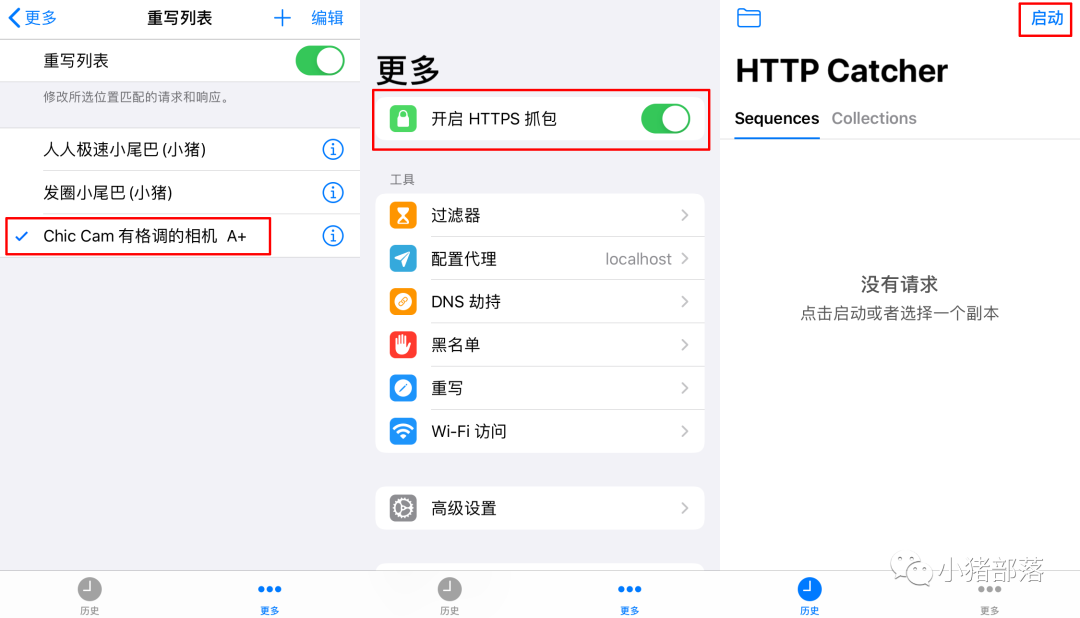 更多
重写列表
编辑
重写列表
修改所选位置匹配的请求和响应。
人人极速小尾巴(小猪)
发圈小尾巴(小猪)
Chic Cam 有格调的相机 A+
历史
更多
更多
开启 HTTPS 抓包
工具
过滤器
配置代理 localhost
DNS 劫持
黑名单
重写
Wi-Fi 访问
高级设置
历史
更多
启动
HTTP Catcher
Sequences Collections
没有请求
点击启动或者选择一个副本
小猪部落
历史
更多